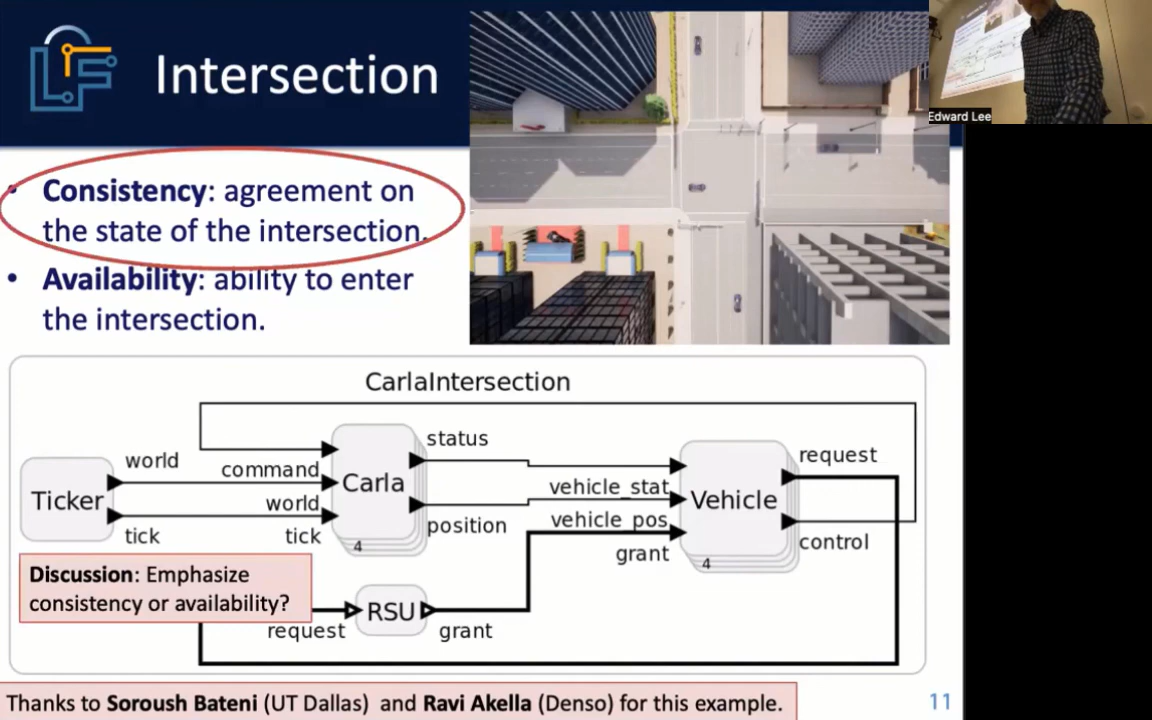 Intersection
Edward Lee
• Consistency: agreement on
the state of the intersection.
• Availability: ability to enter
the intersection.
CarlaIntersection
Ticker
world
tick
command
world
tick
Carla
4
status
position
vehicle_stat
vehicle_pos
grant
Vehicle
4
request
control
Discussion: Emphasize
consistency or availability?
request
RSU
grant
Thanks to Soroush Bateni (UT Dallas) and Ravi Akella (Denso) for this example.
11